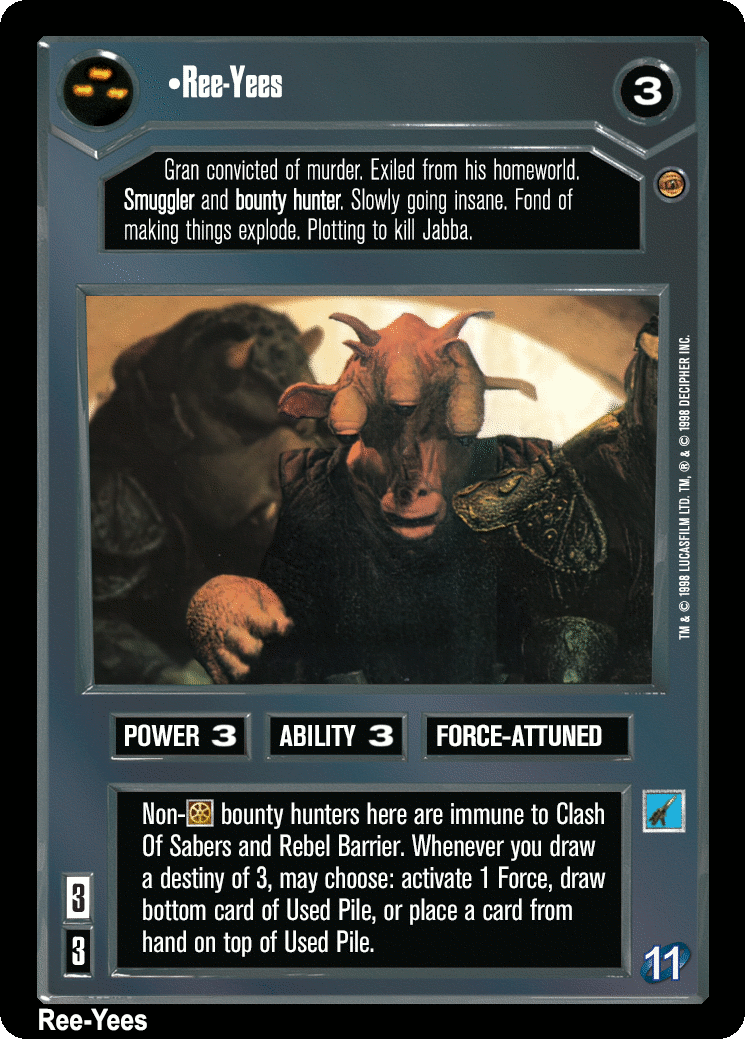 •Ree-Yees
3
Gran convicted of murder. Exiled from his homeworld.
Smuggler and bounty hunter. Slowly going insane. Fond of
making things explode. Plotting to kill Jabba.
TM & © 1998 LUCASFILM LTD. TM, ® & © 1998 DECIPHER INC.
POWER 3
ABILITY 3
FORCE-ATTUNED
Non- bounty hunters here are immune to Clash
Of Sabers and Rebel Barrier. Whenever you draw
a destiny of 3, may choose: activate 1 Force, draw
bottom card of Used Pile, or place a card from
hand on top of Used Pile.
3
3
11
Ree-Yees